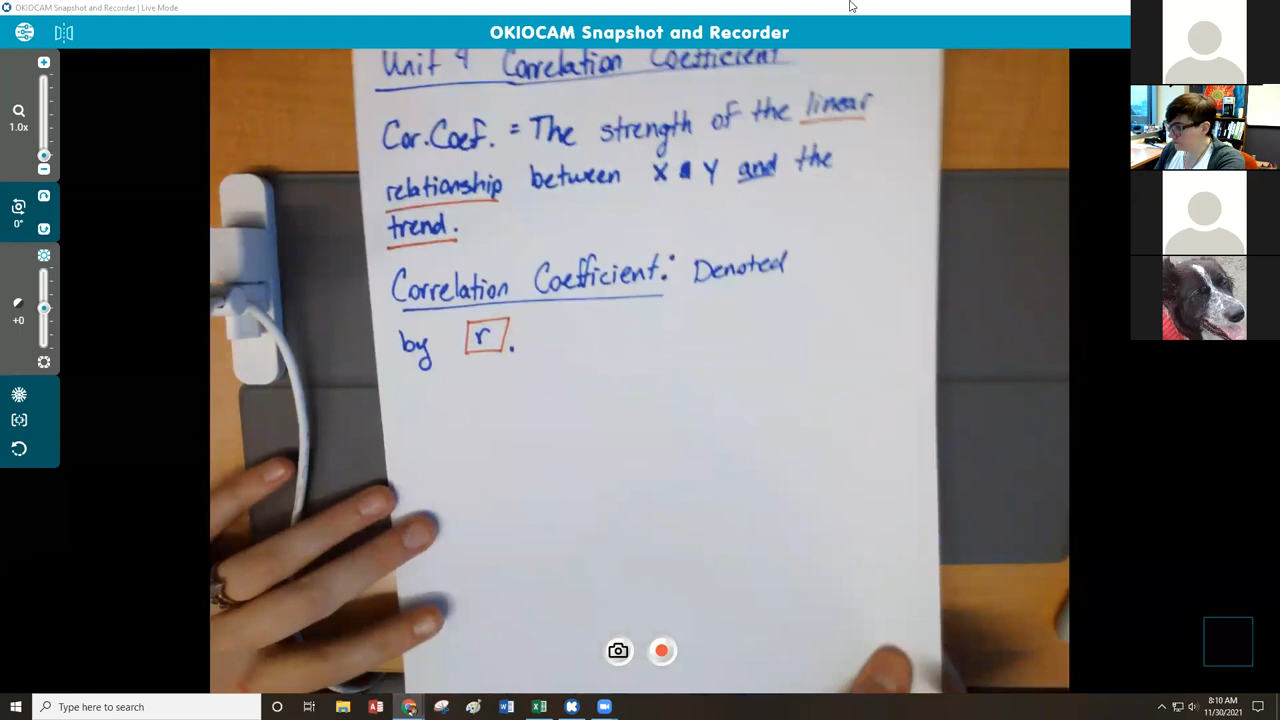 OKIOCAM Snapshot and Recorder | Live Mode
OKIOCAM Snapshot and Recorder
1.0x
0°
+0
Unit 4 Correlation Coefficient
Cor.Coef. = The strength of the linear
relationship between X & Y and the
trend.
Correlation Coefficient: Denoted
by r.
Type here to search
8:10 AM
11/30/2021